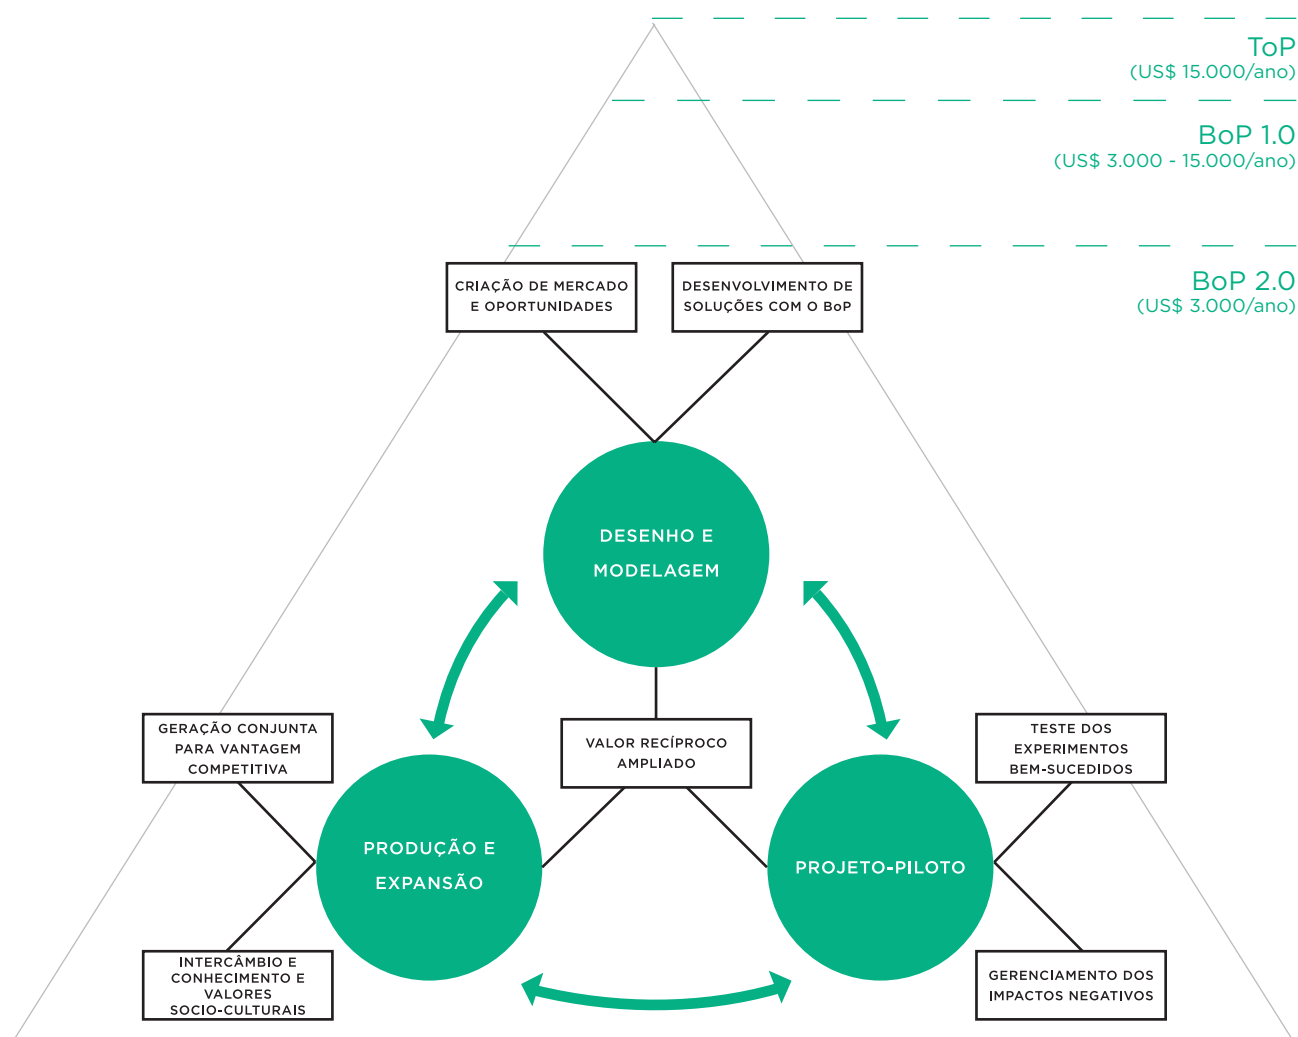 ToP
(US$ 15.000/ano)
BoP 1.0
(US$ 3.000 - 15.000/ano)
BoP 2.0
(US$ 3.000/ano)
CRIAÇÃO DE MERCADO
E OPORTUNIDADES
DESENVOLVIMENTO DE
SOLUÇÕES COM O BoP
DESENHO E
MODELAGEM
GERAÇÃO CONJUNTA
PARA VANTAGEM
COMPETITIVA
VALOR RECÍPROCO
AMPLIADO
TESTE DOS
EXPERIMENTOS
BEM-SUCEDIDOS
PRODUÇÃO E
EXPANSÃO
PROJETO-PILOTO
INTERCÂMBIO E
CONHECIMENTO E
VALORES
SOCIO-CULTURAIS
GERENCIAMENTO DOS
IMPACTOS NEGATIVOS